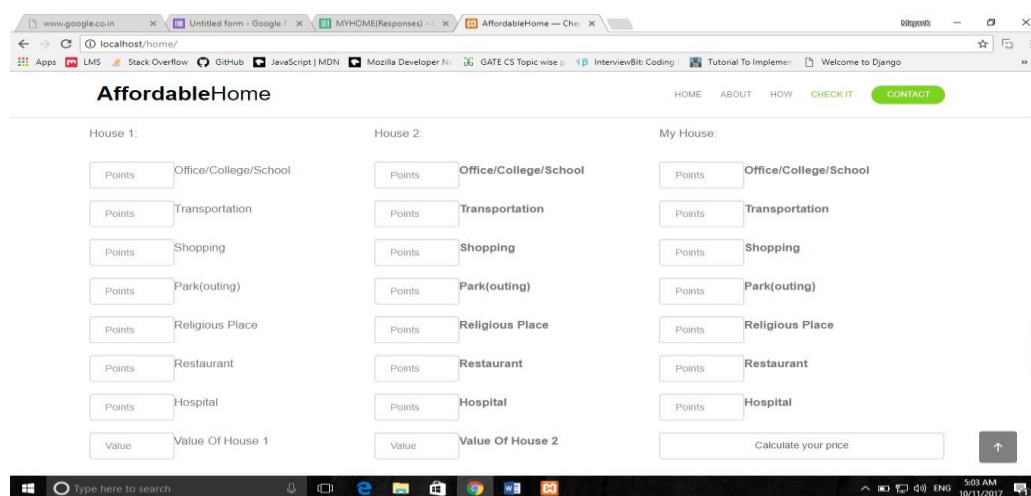 www.google.co.in Untitled form - Google F MYHOME(Responses) - AffordableHome — Chec
localhost/home/
Apps LMS Stack Overflow GitHub JavaScript | MDN Mozilla Developer Ne GATE CS Topic wise p InterviewBit: Coding Tutorial To Implemen Welcome to Django »
AffordableHome HOME ABOUT HOW CHECK IT CONTACT
House 1: House 2: My House:
Points Office/College/School Points Office/College/School Points Office/College/School
Points Transportation Points Transportation Points Transportation
Points Shopping Points Shopping Points Shopping
Points Park(outing) Points Park(outing) Points Park(outing)
Points Religious Place Points Religious Place Points Religious Place
Points Restaurant Points Restaurant Points Restaurant
Points Hospital Points Hospital Points Hospital
Value Value Of House 1 Value Value Of House 2 Calculate your price
Type here to search ENG 5:03 AM
10/11/2017